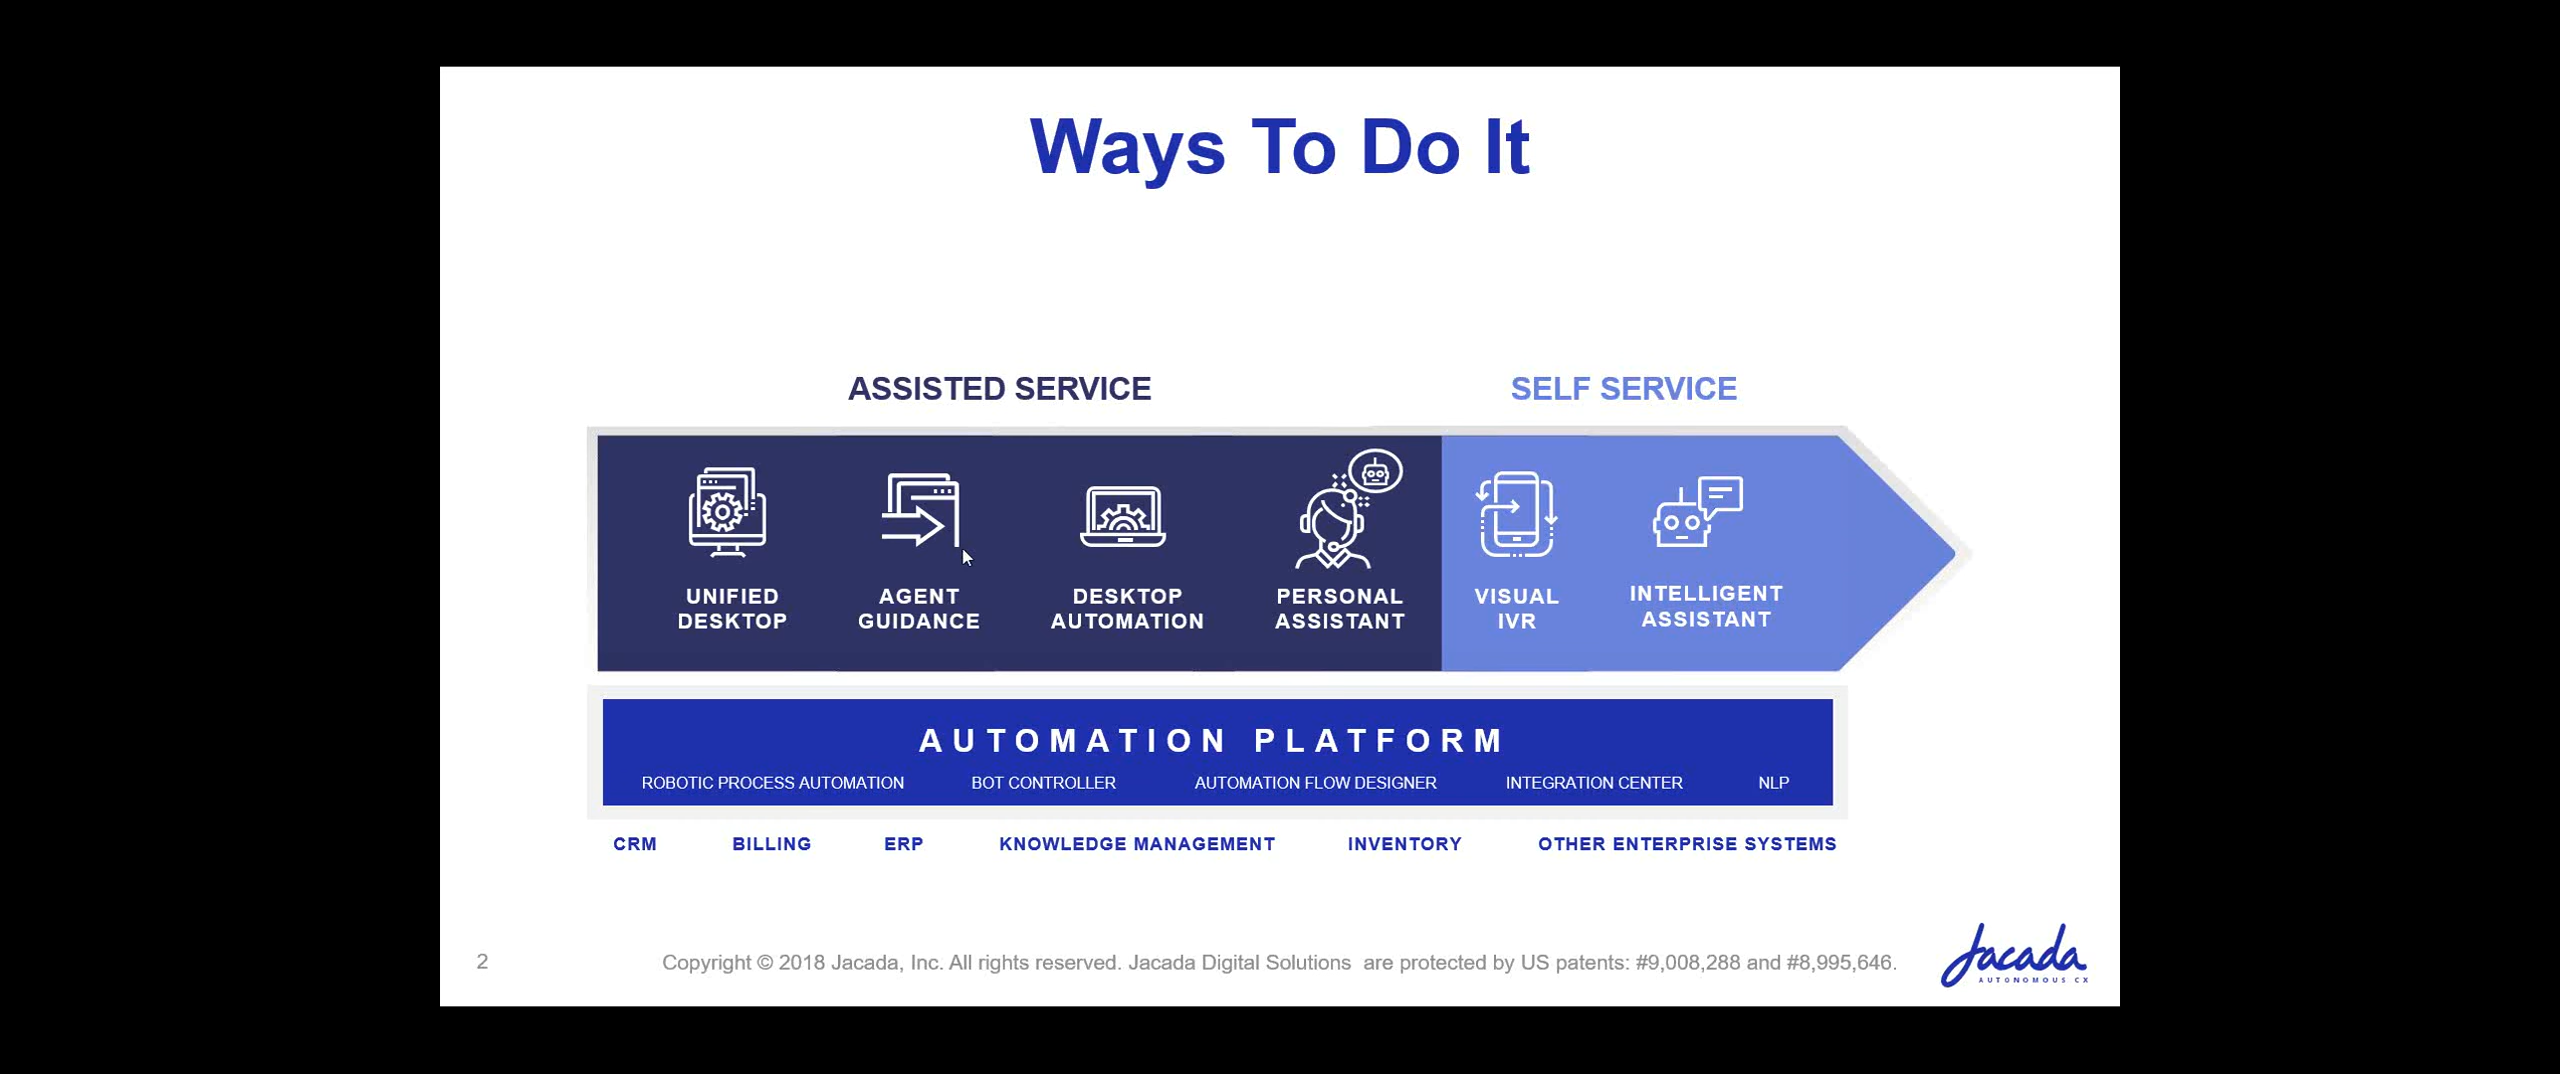 Ways To Do It
ASSISTED SERVICE
SELF SERVICE
UNIFIED
DESKTOP
AGENT
GUIDANCE
DESKTOP
AUTOMATION
PERSONAL
ASSISTANT
VISUAL
IVR
INTELLIGENT
ASSISTANT
AUTOMATION PLATFORM
ROBOTIC PROCESS AUTOMATION BOT CONTROLLER AUTOMATION FLOW DESIGNER INTEGRATION CENTER NLP
CRM BILLING ERP KNOWLEDGE MANAGEMENT INVENTORY OTHER ENTERPRISE SYSTEMS
2
Copyright © 2018 Jacada, Inc. All rights reserved. Jacada Digital Solutions are protected by US patents: #9,008,288 and #8,995,646.
Jacada
AUTONOMOUS CX